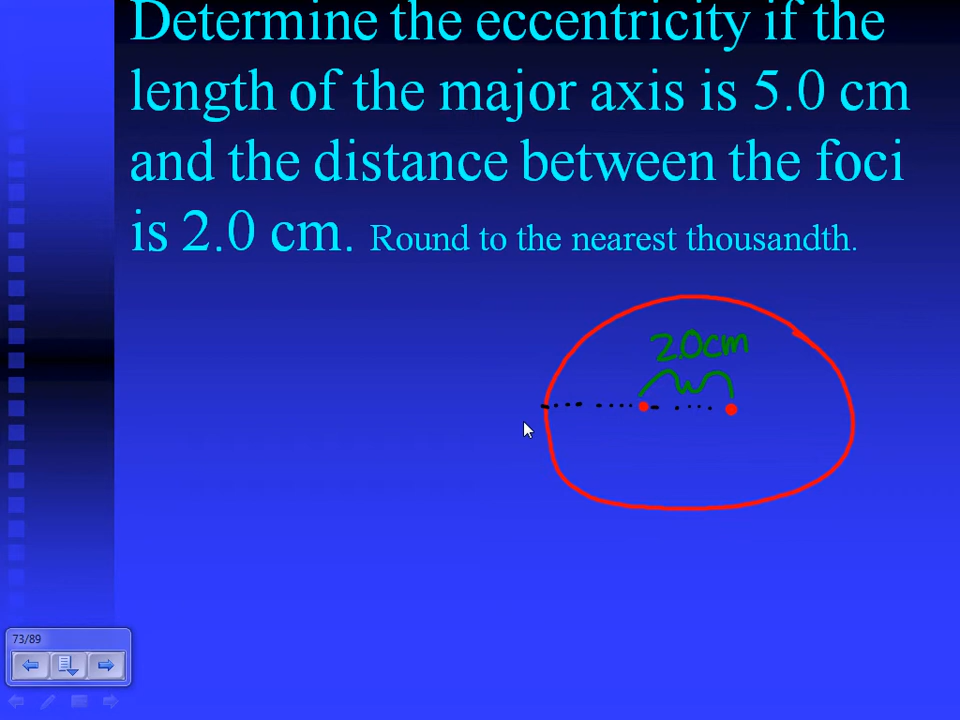 Determine the eccentricity if the
length of the major axis is 5.0 cm
and the distance between the foci
is 2.0 cm. Round to the nearest thousandth.
2.0cm
73/89